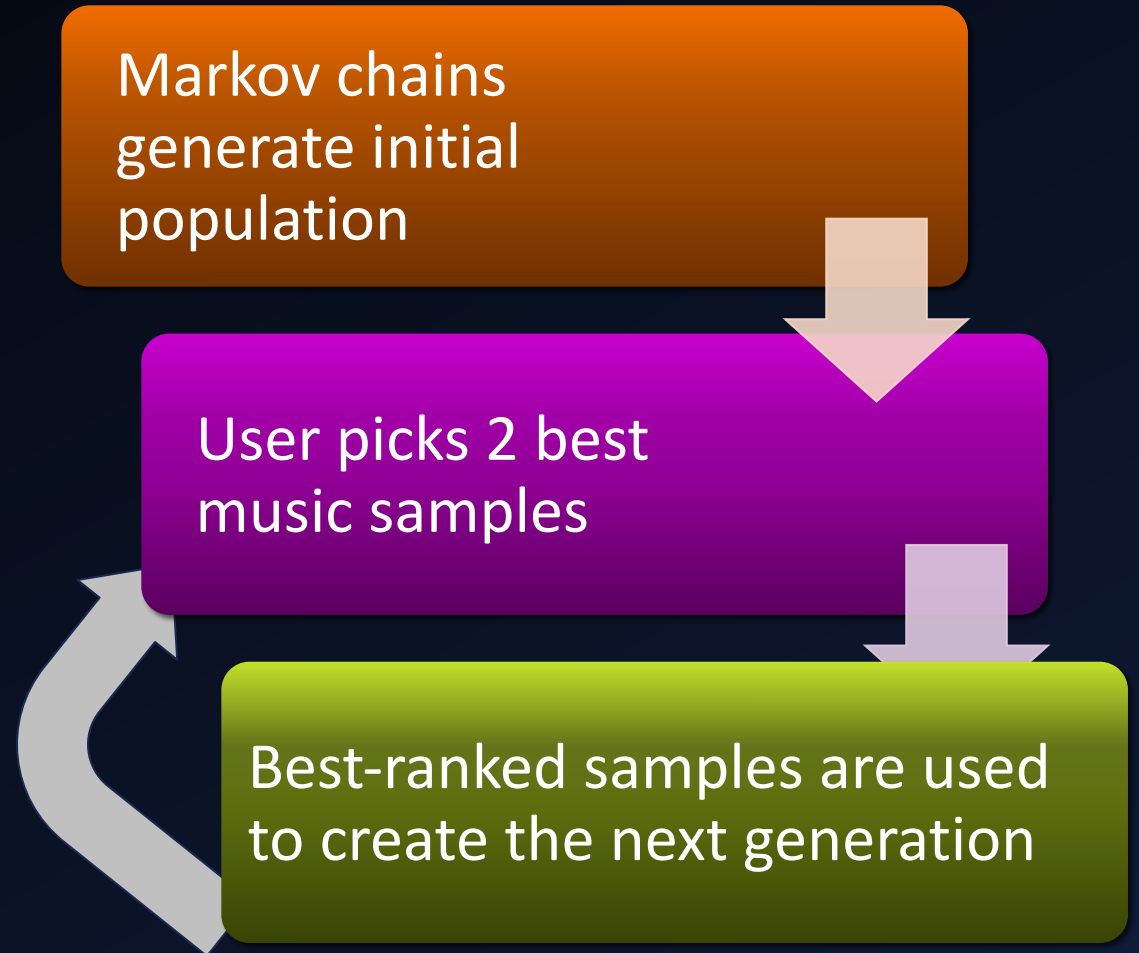 Markov chains
generate initial
population
User picks 2 best
music samples
Best-ranked samples are used
to create the next generation